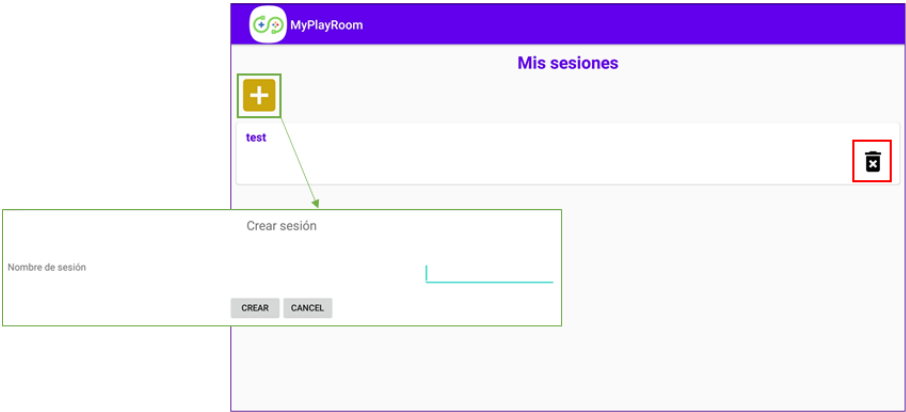 MyPlayRoom
Mis sesiones
test
Crear sesión
Nombre de sesión
CREAR CANCEL